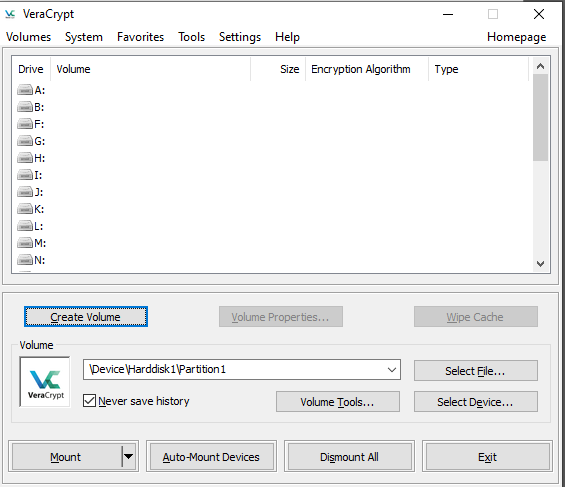 VeraCrypt
Volumes System Favorites Tools Settings Help Homepage
Drive Volume Size Encryption Algorithm Type
A:
B:
F:
G:
H:
I:
J:
K:
L:
M:
N:
Create Volume Volume Properties... Wipe Cache
Volume
VeraCrypt
\Device\Harddisk1\Partition1 Select File...
Never save history Volume Tools... Select Device...
Mount Auto-Mount Devices Dismount All Exit